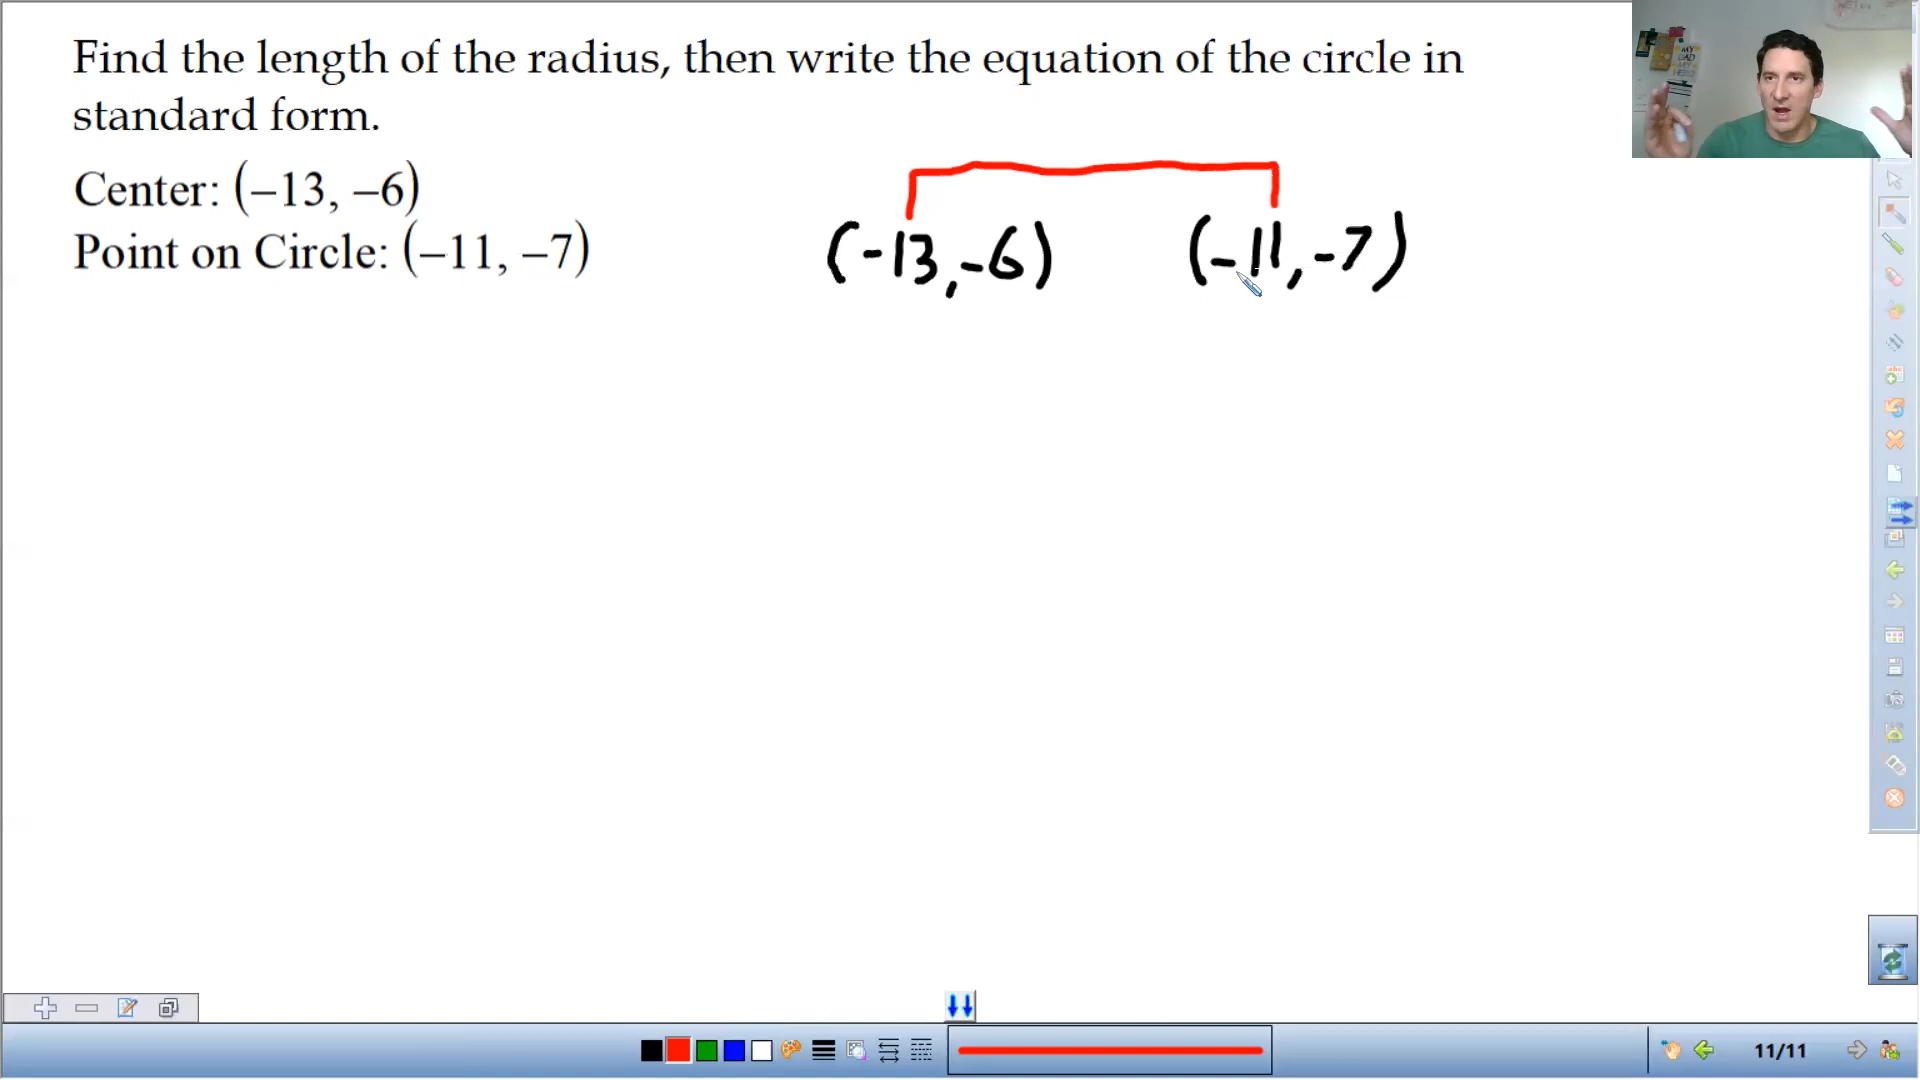 Find the length of the radius, then write the equation of the circle in
standard form.
Center: (–13, –6)
Point on Circle: (–11, –7)
(-13, -6) (-11, -7)
11/11